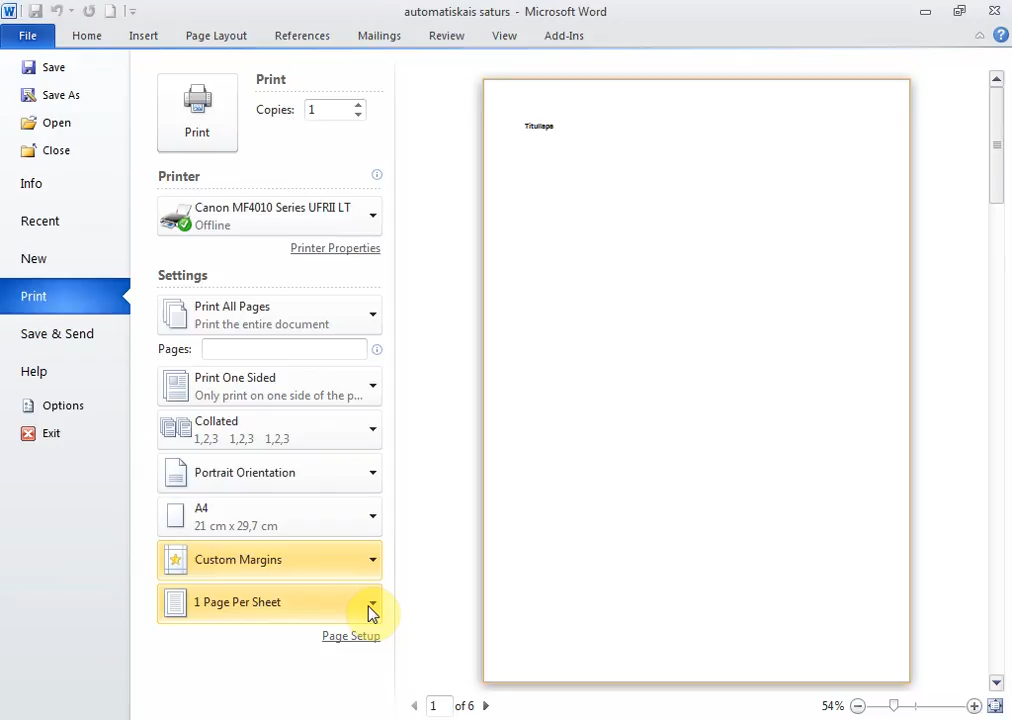 automatiskais saturs - Microsoft Word
File Home Insert Page Layout References Mailings Review View Add-Ins
Save
Save As
Open
Close
Info
Recent
New
Print
Save & Send
Help
Options
Exit
Print
Print
Copies: 1
Printer
Canon MF4010 Series UFRII LT
Offline
Printer Properties
Settings
Print All Pages
Print the entire document
Pages:
Print One Sided
Only print on one side of the p...
Collated
1,2,3 1,2,3 1,2,3
Portrait Orientation
A4
21 cm x 29,7 cm
Custom Margins
1 Page Per Sheet
Page Setup
Titullapa
1 of 6
54%